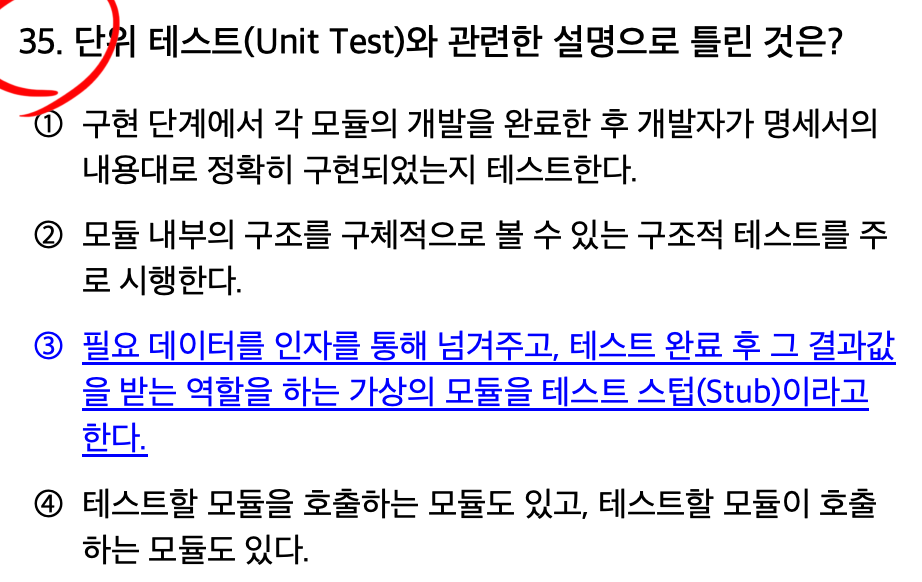 35. 단위 테스트(Unit Test)와 관련한 설명으로 틀린 것은?
① 구현 단계에서 각 모듈의 개발을 완료한 후 개발자가 명세서의
내용대로 정확히 구현되었는지 테스트한다.
② 모듈 내부의 구조를 구체적으로 볼 수 있는 구조적 테스트를 주
로 시행한다.
③ 필요 데이터를 인자를 통해 넘겨주고, 테스트 완료 후 그 결과값
을 받는 역할을 하는 가상의 모듈을 테스트 스텁(Stub)이라고
한다.
④ 테스트할 모듈을 호출하는 모듈도 있고, 테스트할 모듈이 호출
하는 모듈도 있다.